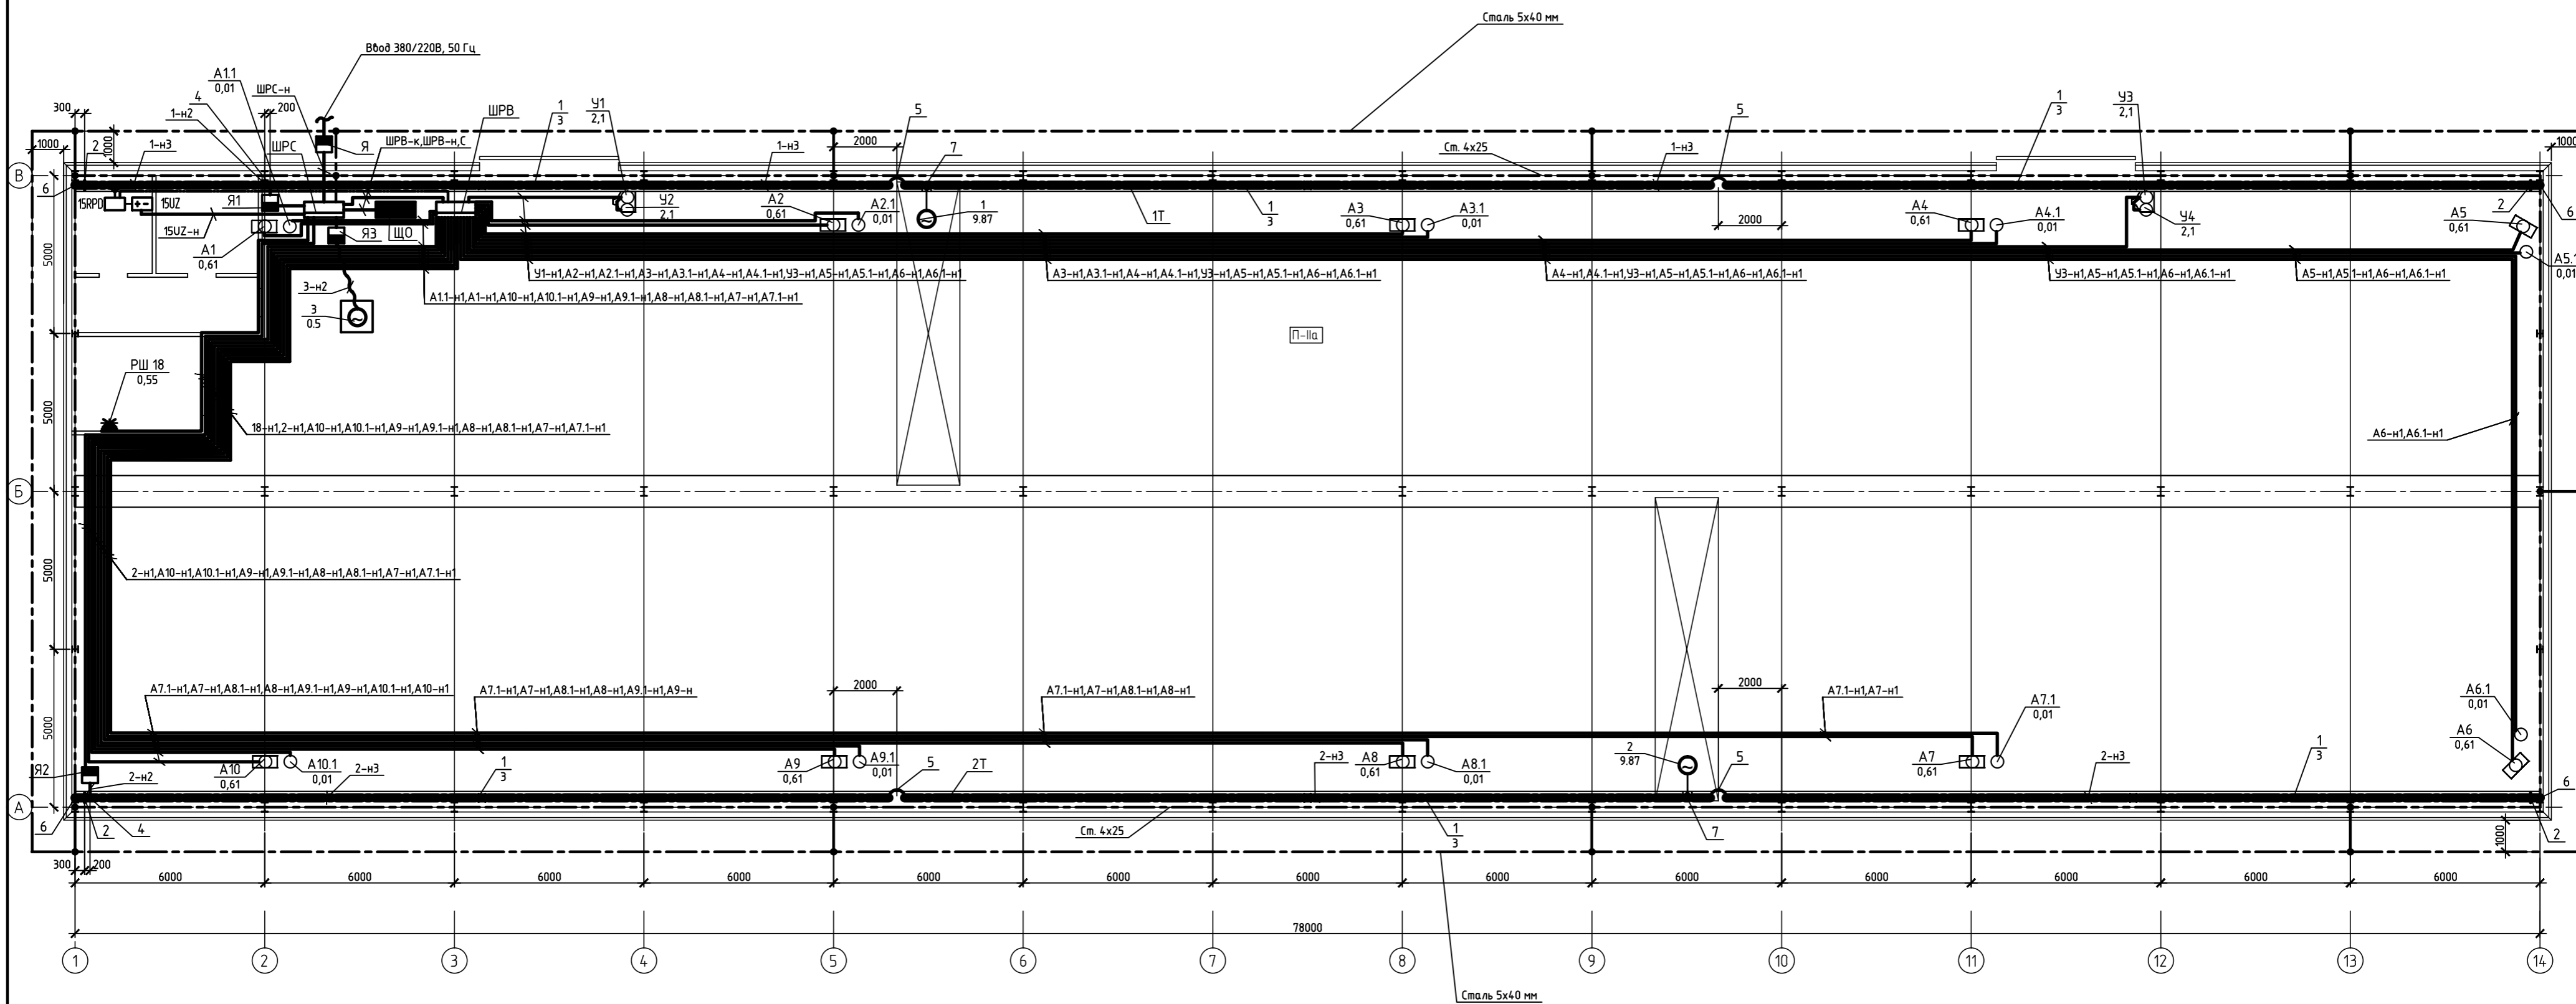 Сталь 5х40 мм
Ввод 380/220В, 50 Гц
А1.1
0,01
ШРС-н
4
300
200
1-н2
ШРВ
1
3
У1
2,1
5
5
1
3
У3
2,1
1000
2
1-н3
1000
ШРС
Я
ШРВ-к,ШРВ-н,С
1-н3
2000
7
Ст. 4х25
1-н3
1000
В
6
15RPD
15UZ
Я1
У2
2,1
А2
0,61
А2.1
0,01
1
9.87
1Т
1
3
А3
0,61
А3.1
0,01
2000
А4
0,61
А4.1
0,01
У4
2,1
2
6
А5
0,61
15UZ-н
Я3
ЩО
А1
0,61
5000
А5.1
0,01
У1-н1,А2-н1,А2.1-н1,А3-н1,А3.1-н1,А4-н1,А4.1-н1,У3-н1,А5-н1,А5.1-н1,А6-н1,А6.1-н1
А3-н1,А3.1-н1,А4-н1,А4.1-н1,У3-н1,А5-н1,А5.1-н1,А6-н1,А6.1-н1
А4-н1,А4.1-н1,У3-н1,А5-н1,А5.1-н1,А6-н1,А6.1-н1
У3-н1,А5-н1,А5.1-н1,А6-н1,А6.1-н1
А5-н1,А5.1-н1,А6-н1,А6.1-н1
3-н2
А1.1-н1,А1-н1,А10-н1,А10.1-н1,А9-н1,А9.1-н1,А8-н1,А8.1-н1,А7-н1,А7.1-н1
3
0.5
П-IIа
РШ 18
0,55
5000
18-н1,2-н1,А10-н1,А10.1-н1,А9-н1,А9.1-н1,А8-н1,А8.1-н1,А7-н1,А7.1-н1
А6-н1,А6.1-н1
Б
5000
2-н1,А10-н1,А10.1-н1,А9-н1,А9.1-н1,А8-н1,А8.1-н1,А7-н1,А7.1-н1
5000
А7.1-н1,А7-н1,А8.1-н1,А8-н1,А9.1-н1,А9-н1,А10.1-н1,А10-н1
А7.1-н1,А7-н1,А8.1-н1,А8-н1,А9.1-н1,А9-н
2000
А7.1-н1,А7-н1,А8.1-н1,А8-н1
2000
А7.1-н1,А7-н1
А7.1
0,01
А6.1
0,01
А6
0,61
Я2
2-н2
А10
0,61
А10.1
0,01
2-н3
1
3
А9
0,61
А9.1
0,01
5
2Т
2-н3
А8
0,61
А8.1
0,01
2
9.87
5
А7
0,61
2-н3
1
3
6
А
6
2
4
Ст. 4х25
1
3
7
1000
2
300
200
6000
6000
6000
6000
6000
6000
6000
6000
6000
6000
6000
6000
6000
78000
1
2
3
4
5
6
7
8
9
10
11
12
13
14
Сталь 5х40 мм